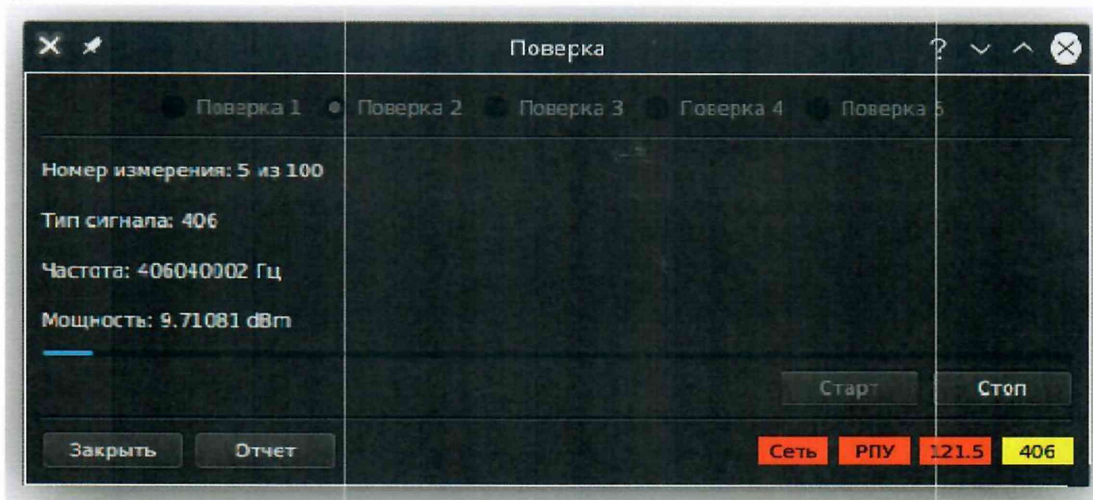 Поверка
?
Поверка 1 Поверка 2 Поверка 3 Поверка 4 Поверка 5
Номер измерения: 5 из 100
Тип сигнала: 406
Частота: 406040002 Гц
Мощность: 9.71081 dBm
Старт Стоп
Закрыть Отчет Сеть РПУ 121.5 406